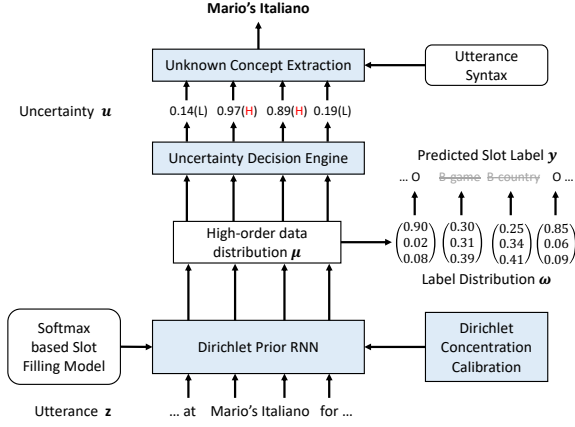 Mario's Italiano
Unknown Concept Extraction
Utterance
Syntax
Uncertainty u
0.14(L) 0.97(H) 0.89(H) 0.19(L)
Uncertainty Decision Engine
Predicted Slot Label y
... O B-game B-country O ...
High-order data
distribution μ
(0.90 0.30 0.25 0.85
0.02 0.31 0.34 0.06
0.08) 0.39 0.41 0.09
Label Distribution ω
Softmax
based Slot
Filling Model
Dirichlet Prior RNN
Dirichlet
Concentration
Calibration
Utterance z
... at Mario's Italiano for ...